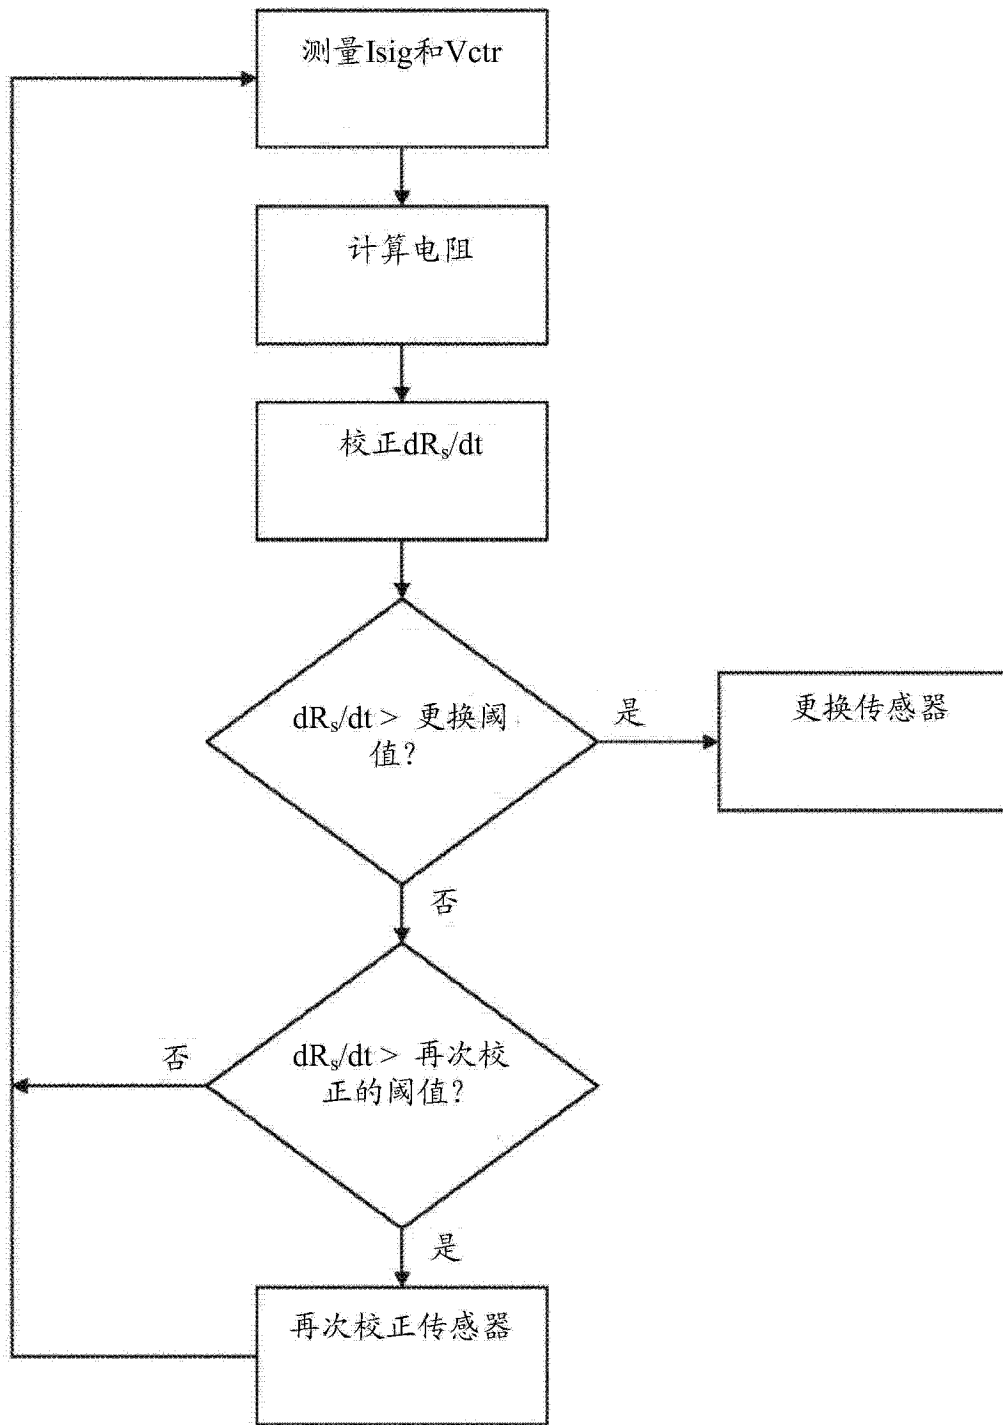 测量Isig和Vctr
计算电阻
校正dRs/dt
dRs/dt > 更换阈
值?
是
更换传感器
否
dRs/dt > 再次校
正的阈值?
否
是
再次校正传感器